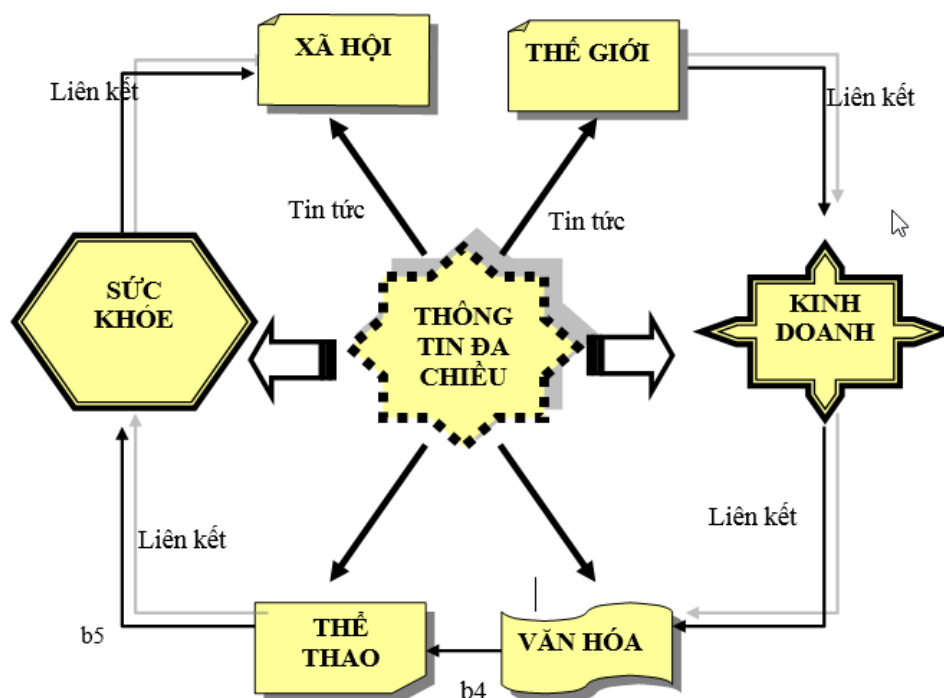 XÃ HỘI
THẾ GIỚI
Liên kết
Liên kết
Tin tức
Tin tức
SỨC
KHÓE
THÔNG
TIN ĐA
CHIỀU
KINH
DOANH
Liên kết
Liên kết
THỂ
THAO
VĂN HÓA
b5
b4